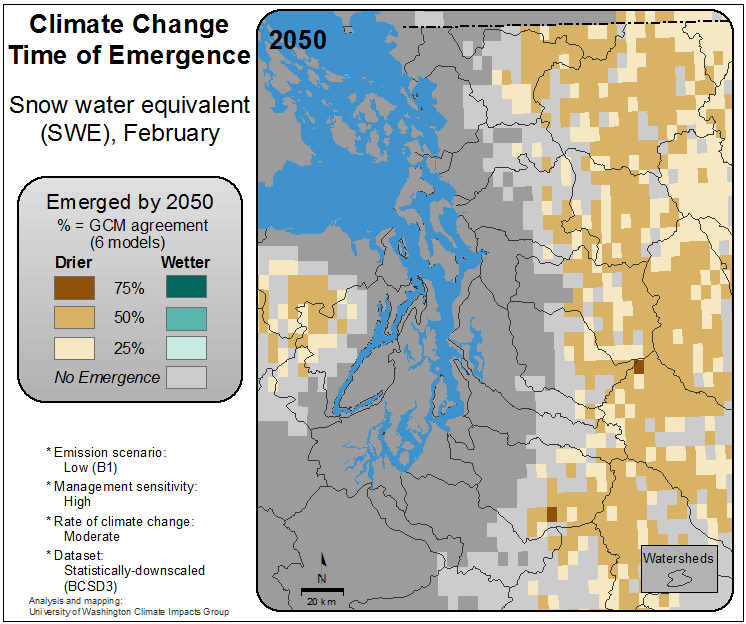 Climate Change
Time of Emergence
Snow water equivalent
(SWE), February
Emerged by 2050
% = GCM agreement
(6 models)
Drier Wetter
75%
50%
25%
No Emergence
* Emission scenario:
Low (B1)
* Management sensitivity:
High
* Rate of climate change:
Moderate
* Dataset:
Statistically-downscaled
(BCSD3)
Analysis and mapping:
University of Washington Climate Impacts Group
2050
N
20 km
Watersheds